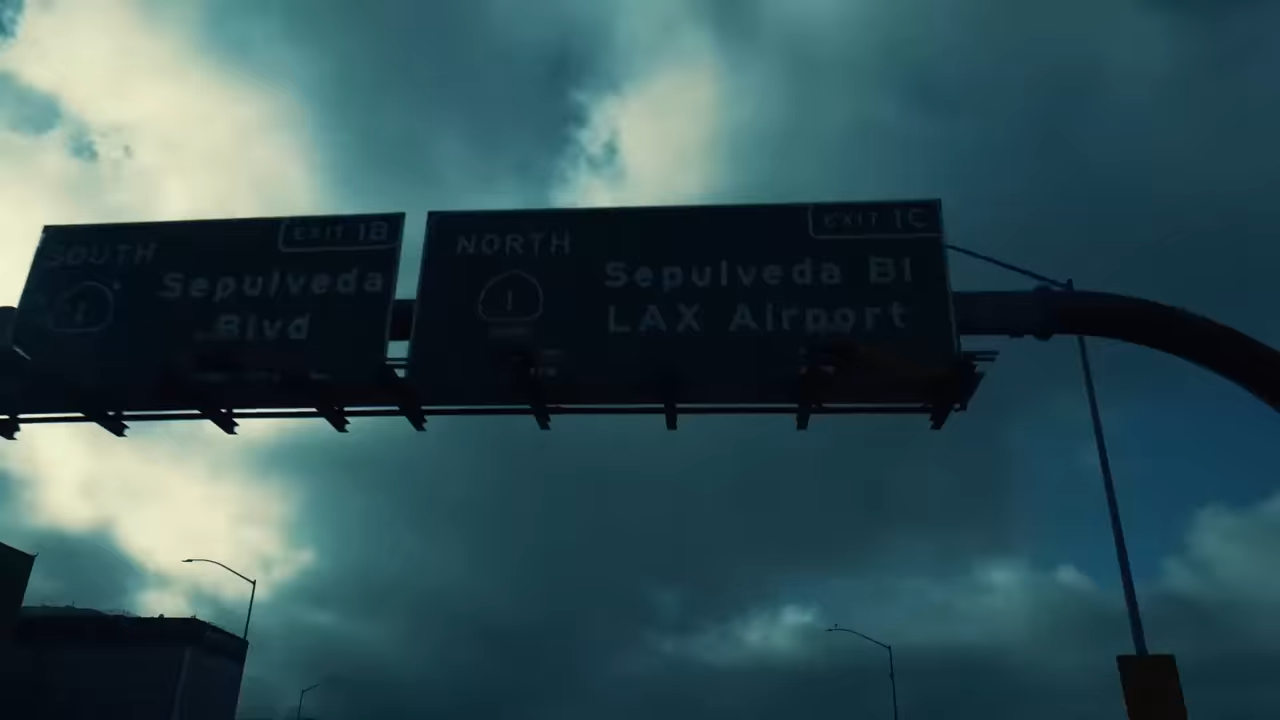 EXIT 1B
SOUTH
1
Sepulveda
Blvd
EXIT 1C
NORTH
1
Sepulveda Bl
LAX Airport